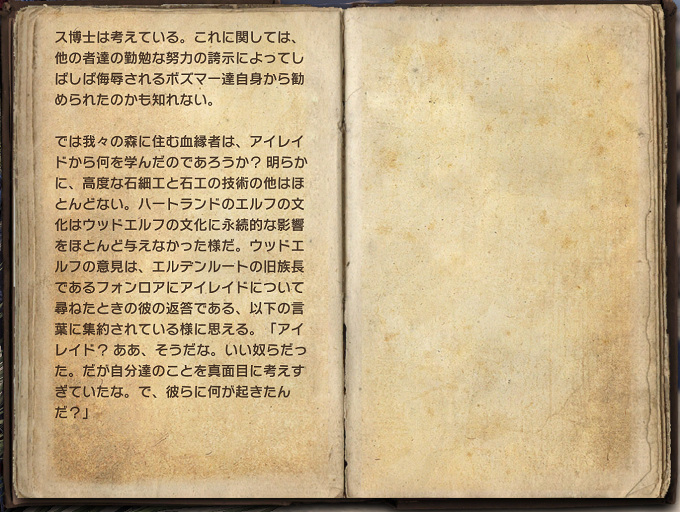 ス博士は考えている。これに関しては、
他の者達の勤勉な努力の誇示によってし
ばしば侮辱されるボズマー達自身から勧
められたのかも知れない。
では我々の森に住む血縁者は、アイレイ
ドから何を学んだのであろうか? 明らか
に、高度な石細工と石工の技術の他はほ
とんどない。ハートランドのエルフの文
化はウッドエルフの文化に永続的な影響
をほとんど与えなかった様だ。ウッドエ
ルフの意見は、エルデンルートの旧族長
であるフォンロアにアイレイドについて
尋ねたときの彼の返答である、以下の言
葉に集約されている様に思える。「アイ
レイド? ああ、そうだな。いい奴らだっ
た。だが自分達のことを真面目に考えす
ぎていたな。で、彼らに何が起きたん
だ?」